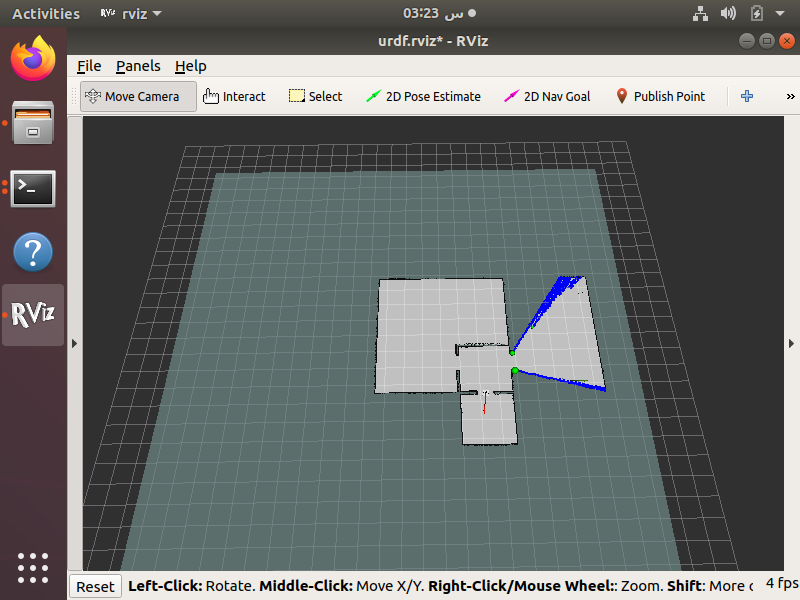 Activities RViz rviz 03:23 س
urdf.rviz* - RViz
File Panels Help
Move Camera Interact Select 2D Pose Estimate 2D Nav Goal Publish Point »
>_
?
RViz
Reset Left-Click: Rotate. Middle-Click: Move X/Y. Right-Click/Mouse Wheel:: Zoom. Shift: More 4 fps